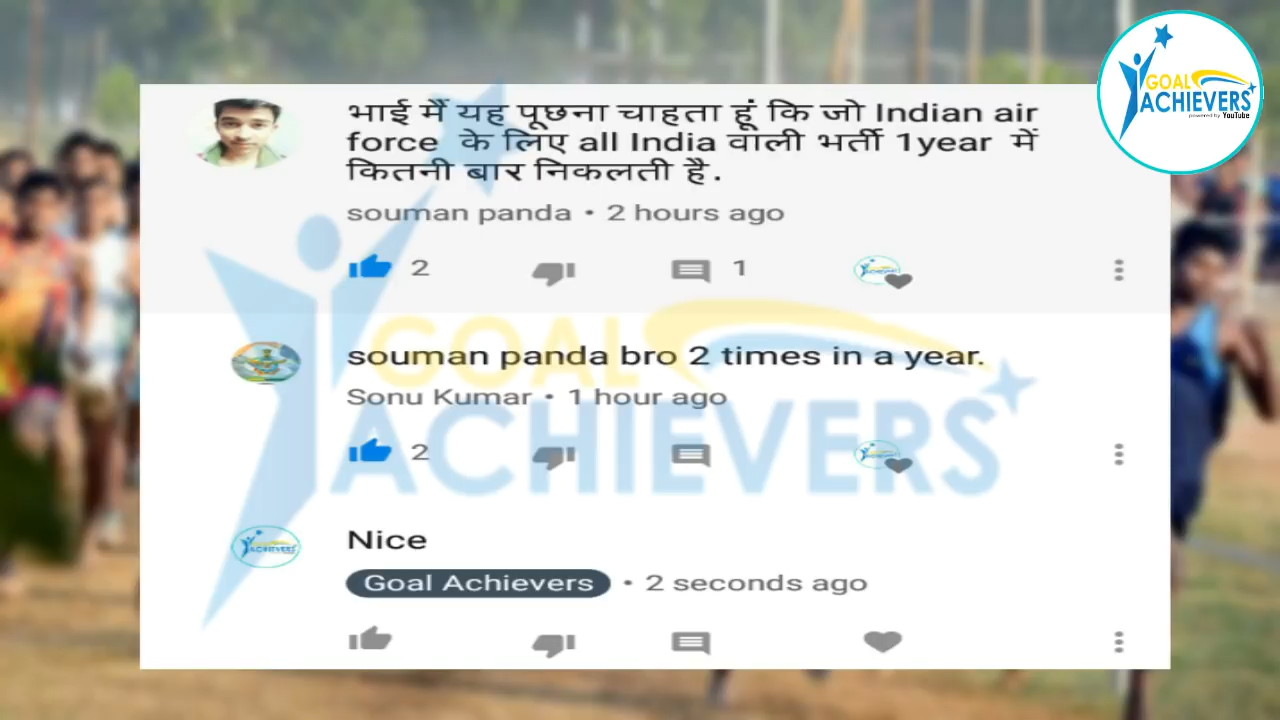 GOAL
ACHIEVERS
powered by YouTube
भाई मैं यह पूछना चाहता हूं कि जो Indian air
force के लिए all India वाली भर्ती 1year में
कितनी बार निकलती है.
souman panda • 2 hours ago
2
1
souman panda bro 2 times in a year.
Sonu Kumar • 1 hour ago
2
GOAL
ACHIEVERS
Nice
Goal Achievers • 2 seconds ago